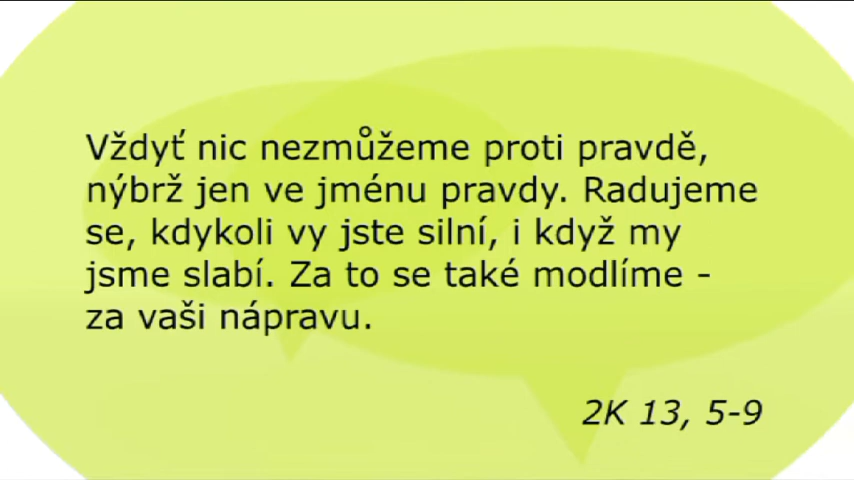 Vždyť nic nezmůžeme proti pravdě,
nýbrž jen ve jménu pravdy. Radujeme
se, kdykoli vy jste silní, i když my
jsme slabí. Za to se také modlíme -
za vaši nápravu.
2K 13, 5-9